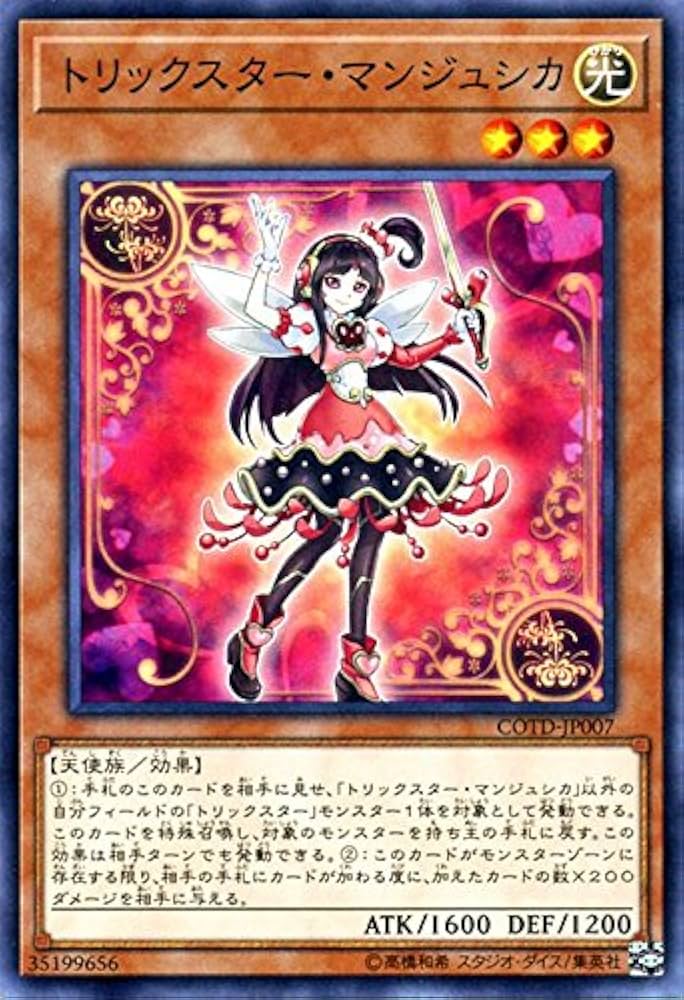 トリックスター・マンジュシカ
光
COTD-JP007
【天使族/効果】
①:手札のこのカードを相手に見せ、「トリックスター・マンジュシカ」以外の
自分フィールドの「トリックスター」モンスター1体を対象として発動できる。
このカードを特殊召喚し、対象のモンスターを持ち主の手札に戻す。この
効果は相手ターンでも発動できる。②:このカードがモンスターゾーンに
存在する限り、相手の手札にカードが加わる度に、加えたカードの数×200
ダメージを相手に与える。
ATK/1600 DEF/1200
35199656
©高橋和希 スタジオ・ダイス/集英社